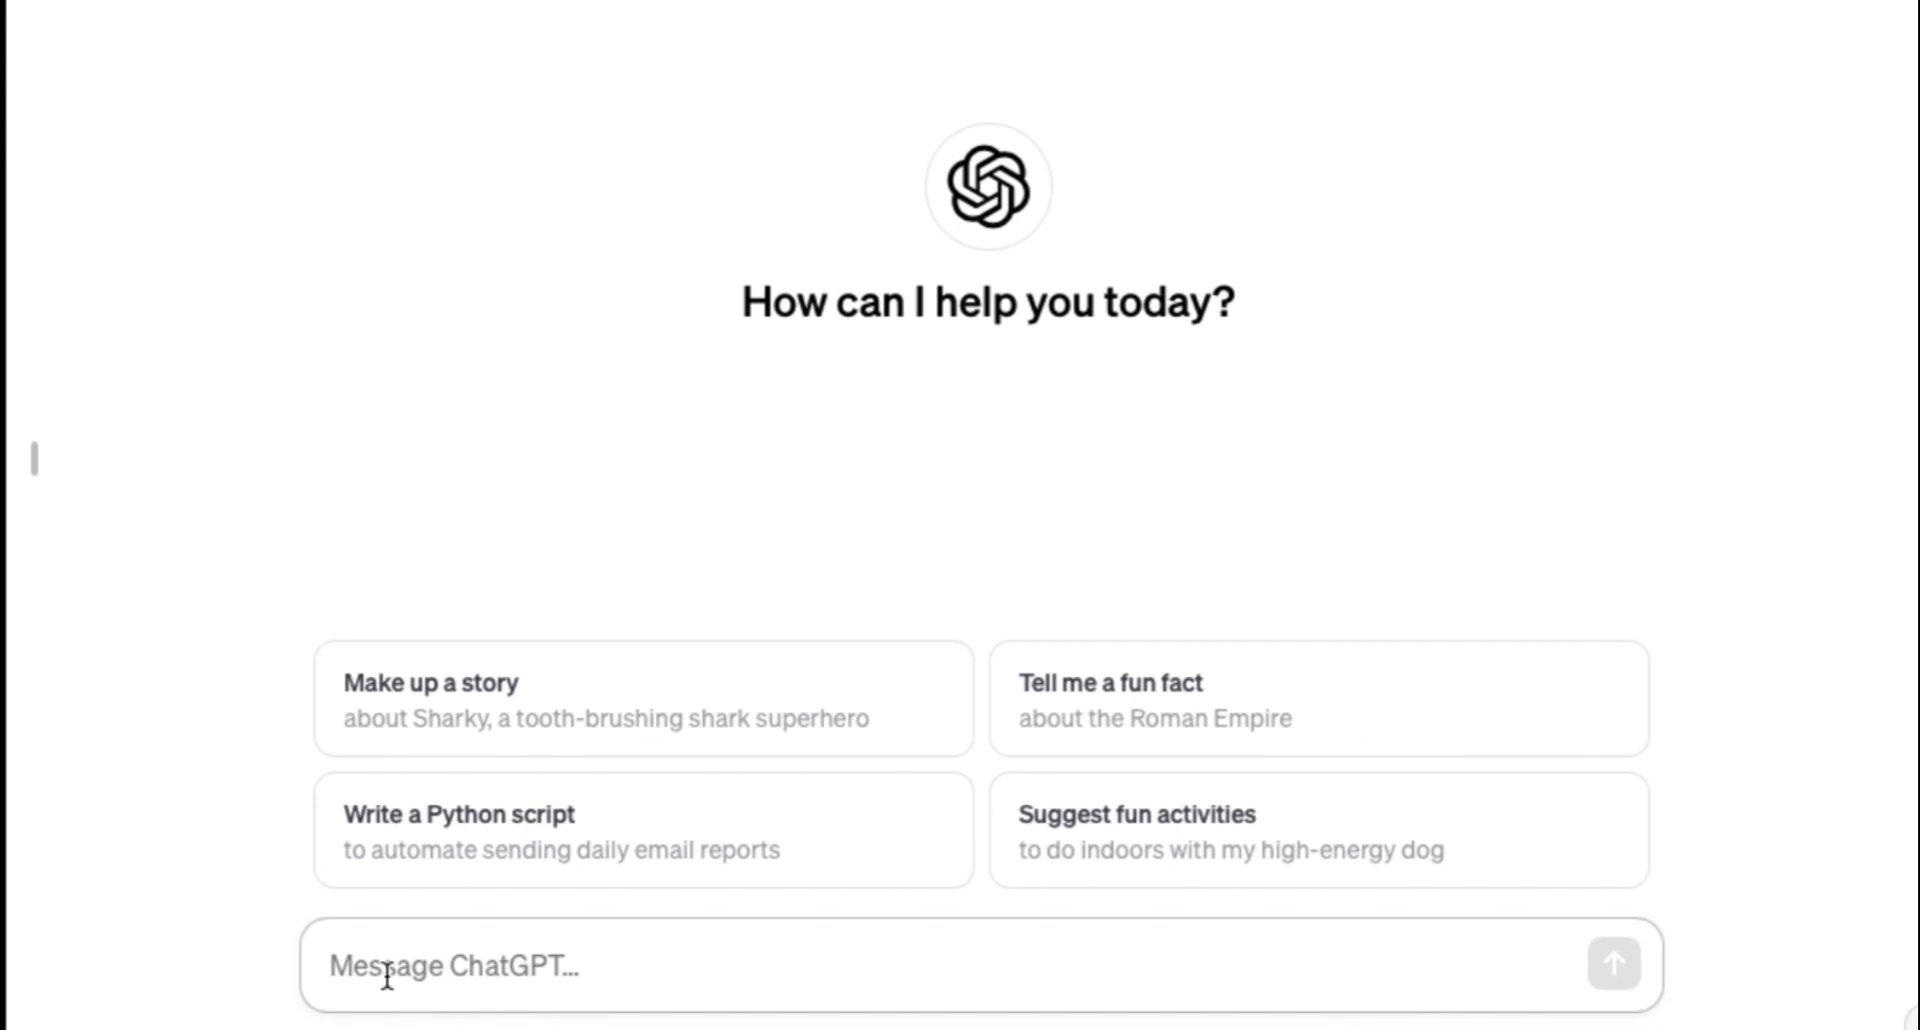 How can I help you today?
Make up a story
about Sharky, a tooth-brushing shark superhero
Tell me a fun fact
about the Roman Empire
Write a Python script
to automate sending daily email reports
Suggest fun activities
to do indoors with my high-energy dog
Message ChatGPT...